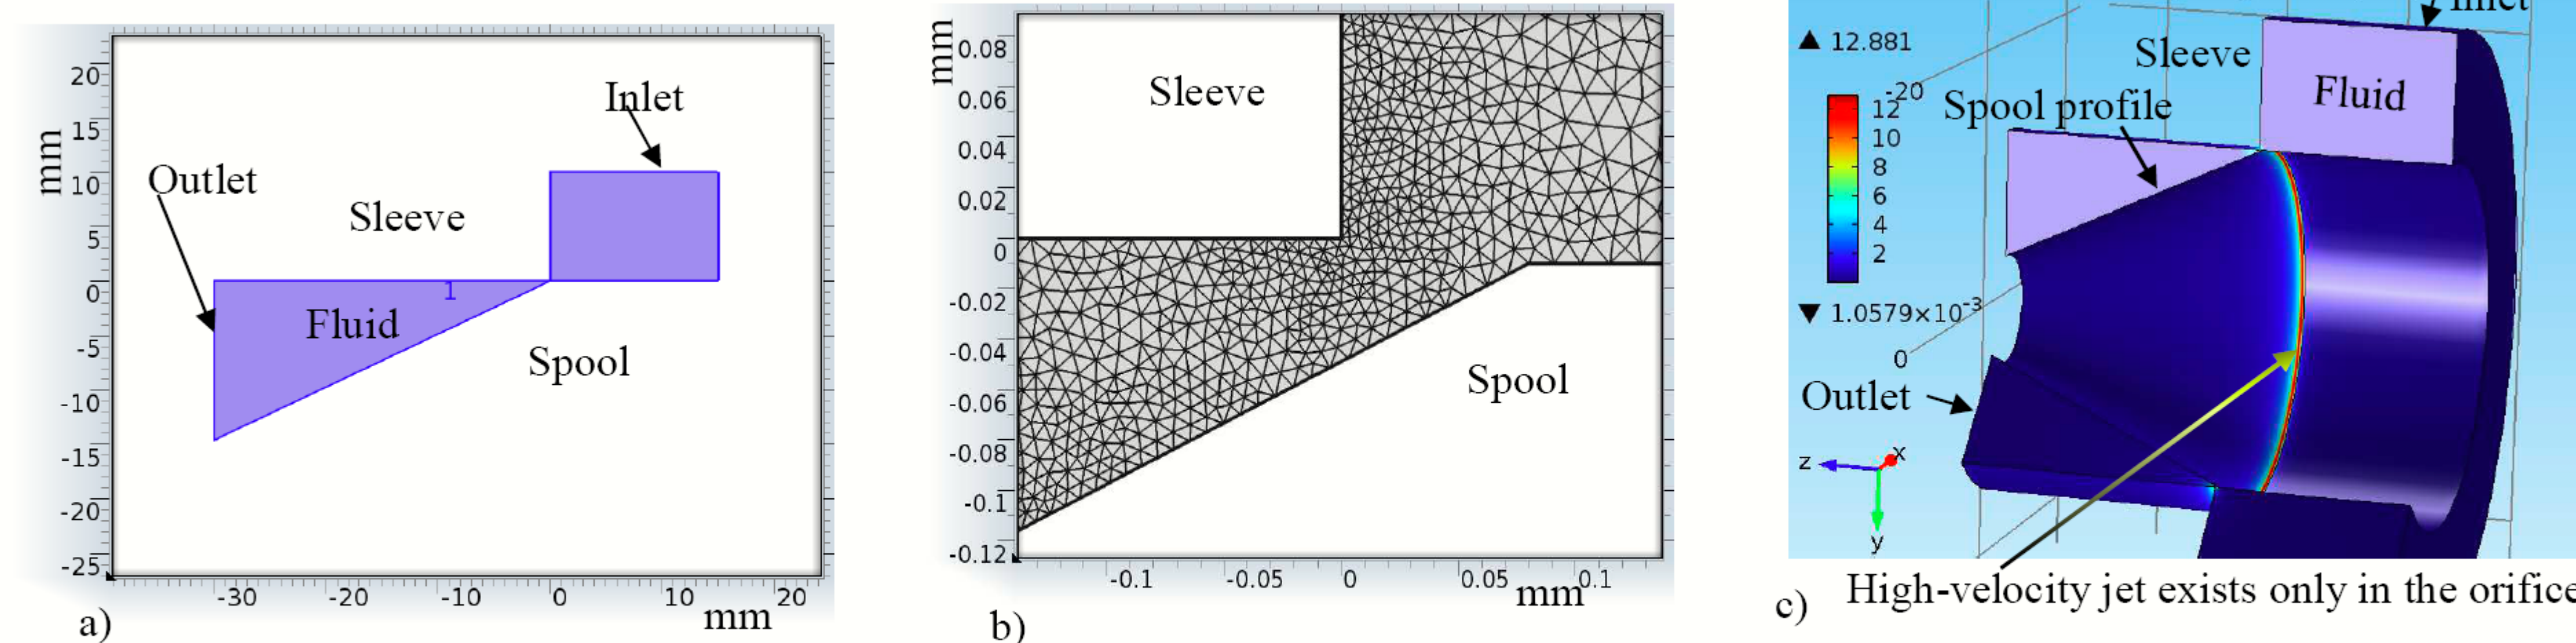 mm
20
15
10
5
0
-5
-10
-15
-20
-25
Inlet
Outlet
Sleeve
1
Fluid
Spool
-30
-20
-10
0
10
20
mm
a)
mm
0.08
0.06
0.04
0.02
0
-0.02
-0.04
-0.06
-0.08
-0.1
-0.12
Sleeve
Spool
-0.1
-0.05
0
0.05
0.1
mm
b)
Inlet
▲ 12.881
Sleeve
Fluid
-20
Spool profile
12
10
8
6
4
2
▼ 1.0579×10⁻³
0
Outlet
z
x
y
High-velocity jet exists only in the orifice
c)